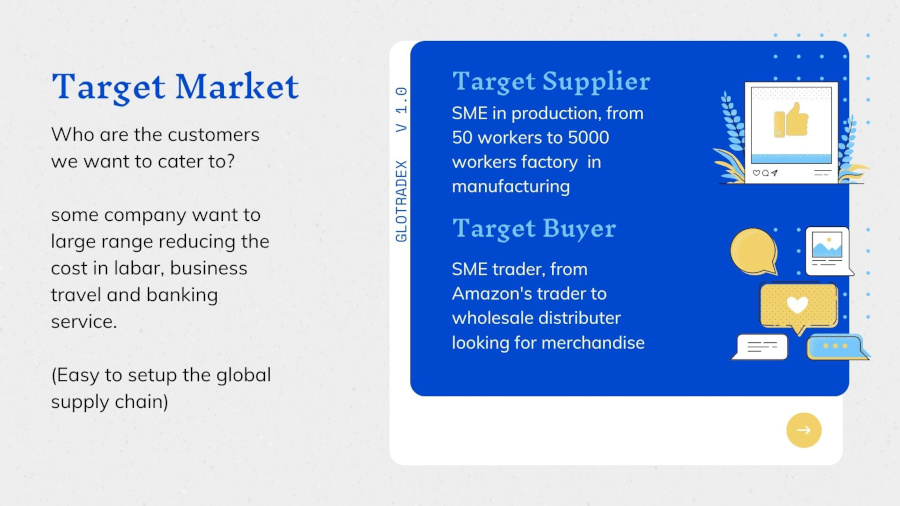 Target Market
Who are the customers
we want to cater to?
some company want to
large range reducing the
cost in labar, business
travel and banking
service.
(Easy to setup the global
supply chain)
GLOTRADEX V 1.0
Target Supplier
SME in production, from
50 workers to 5000
workers factory in
manufacturing
Target Buyer
SME trader, from
Amazon's trader to
wholesale distributer
looking for merchandise